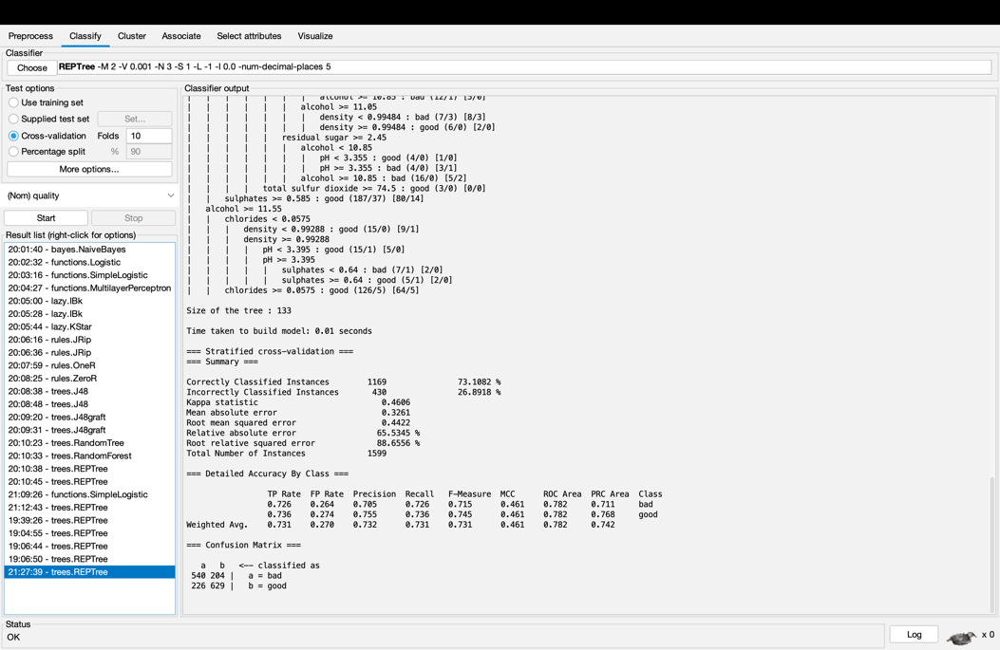 Preprocess Classify Cluster Associate Select attributes Visualize
Classifier
Choose REPTree -M 2 -V 0.001 -N 3 -S 1 -L -1 -I 0.0 -num-decimal-places 5
Test options
Use training set
Supplied test set Set...
Cross-validation Folds 10
Percentage split % 90
More options...
(Nom) quality
Start Stop
Result list (right-click for options)
20:01:40 - bayes.NaiveBayes
20:02:32 - functions.Logistic
20:03:16 - functions.SimpleLogistic
20:04:27 - functions.MultilayerPerceptron
20:05:00 - lazy.IBk
20:05:28 - lazy.IBk
20:05:44 - lazy.KStar
20:06:16 - rules.JRip
20:06:36 - rules.JRip
20:07:59 - rules.OneR
20:08:25 - rules.ZeroR
20:08:38 - trees.J48
20:08:48 - trees.J48
20:09:20 - trees.J48graft
20:09:31 - trees.J48graft
20:10:23 - trees.RandomTree
20:10:33 - trees.RandomForest
20:10:38 - trees.REPTree
20:10:45 - trees.REPTree
21:09:26 - functions.SimpleLogistic
21:12:43 - trees.REPTree
19:39:26 - trees.REPTree
19:04:55 - trees.REPTree
19:06:44 - trees.REPTree
19:06:50 - trees.REPTree
21:27:39 - trees.REPTree
Classifier output
| | | | | | | alcohol >= 10.85 : bad (12/1) [5/0]
| | | | | | alcohol >= 11.05
| | | | | | | density < 0.99484 : bad (7/3) [8/3]
| | | | | | | density >= 0.99484 : good (6/0) [2/0]
| | | | | residual sugar >= 2.45
| | | | | | alcohol < 10.85
| | | | | | | pH < 3.355 : good (4/0) [1/0]
| | | | | | | pH >= 3.355 : bad (4/0) [3/1]
| | | | | | alcohol >= 10.85 : bad (16/0) [5/2]
| | | | total sulfur dioxide >= 74.5 : good (3/0) [0/0]
| | sulphates >= 0.585 : good (187/37) [80/14]
| alcohol >= 11.55
| | chlorides < 0.0575
| | | density < 0.99288 : good (15/0) [9/1]
| | | density >= 0.99288
| | | | pH < 3.395 : good (15/1) [5/0]
| | | | pH >= 3.395
| | | | | sulphates < 0.64 : bad (7/1) [2/0]
| | | | | sulphates >= 0.64 : good (5/1) [2/0]
| | chlorides >= 0.0575 : good (126/5) [64/5]
Size of the tree : 133
Time taken to build model: 0.01 seconds
=== Stratified cross-validation ===
=== Summary ===
Correctly Classified Instances 1169 73.1082 %
Incorrectly Classified Instances 430 26.8918 %
Kappa statistic 0.4606
Mean absolute error 0.3261
Root mean squared error 0.4422
Relative absolute error 65.5345 %
Root relative squared error 88.6556 %
Total Number of Instances 1599
=== Detailed Accuracy By Class ===
TP Rate FP Rate Precision Recall F-Measure MCC ROC Area PRC Area Class
0.726 0.264 0.705 0.726 0.715 0.461 0.782 0.711 bad
0.736 0.274 0.755 0.736 0.745 0.461 0.782 0.768 good
Weighted Avg. 0.731 0.270 0.732 0.731 0.731 0.461 0.782 0.742
=== Confusion Matrix ===
a b <-- classified as
540 204 | a = bad
226 629 | b = good
Status
OK
Log x 0